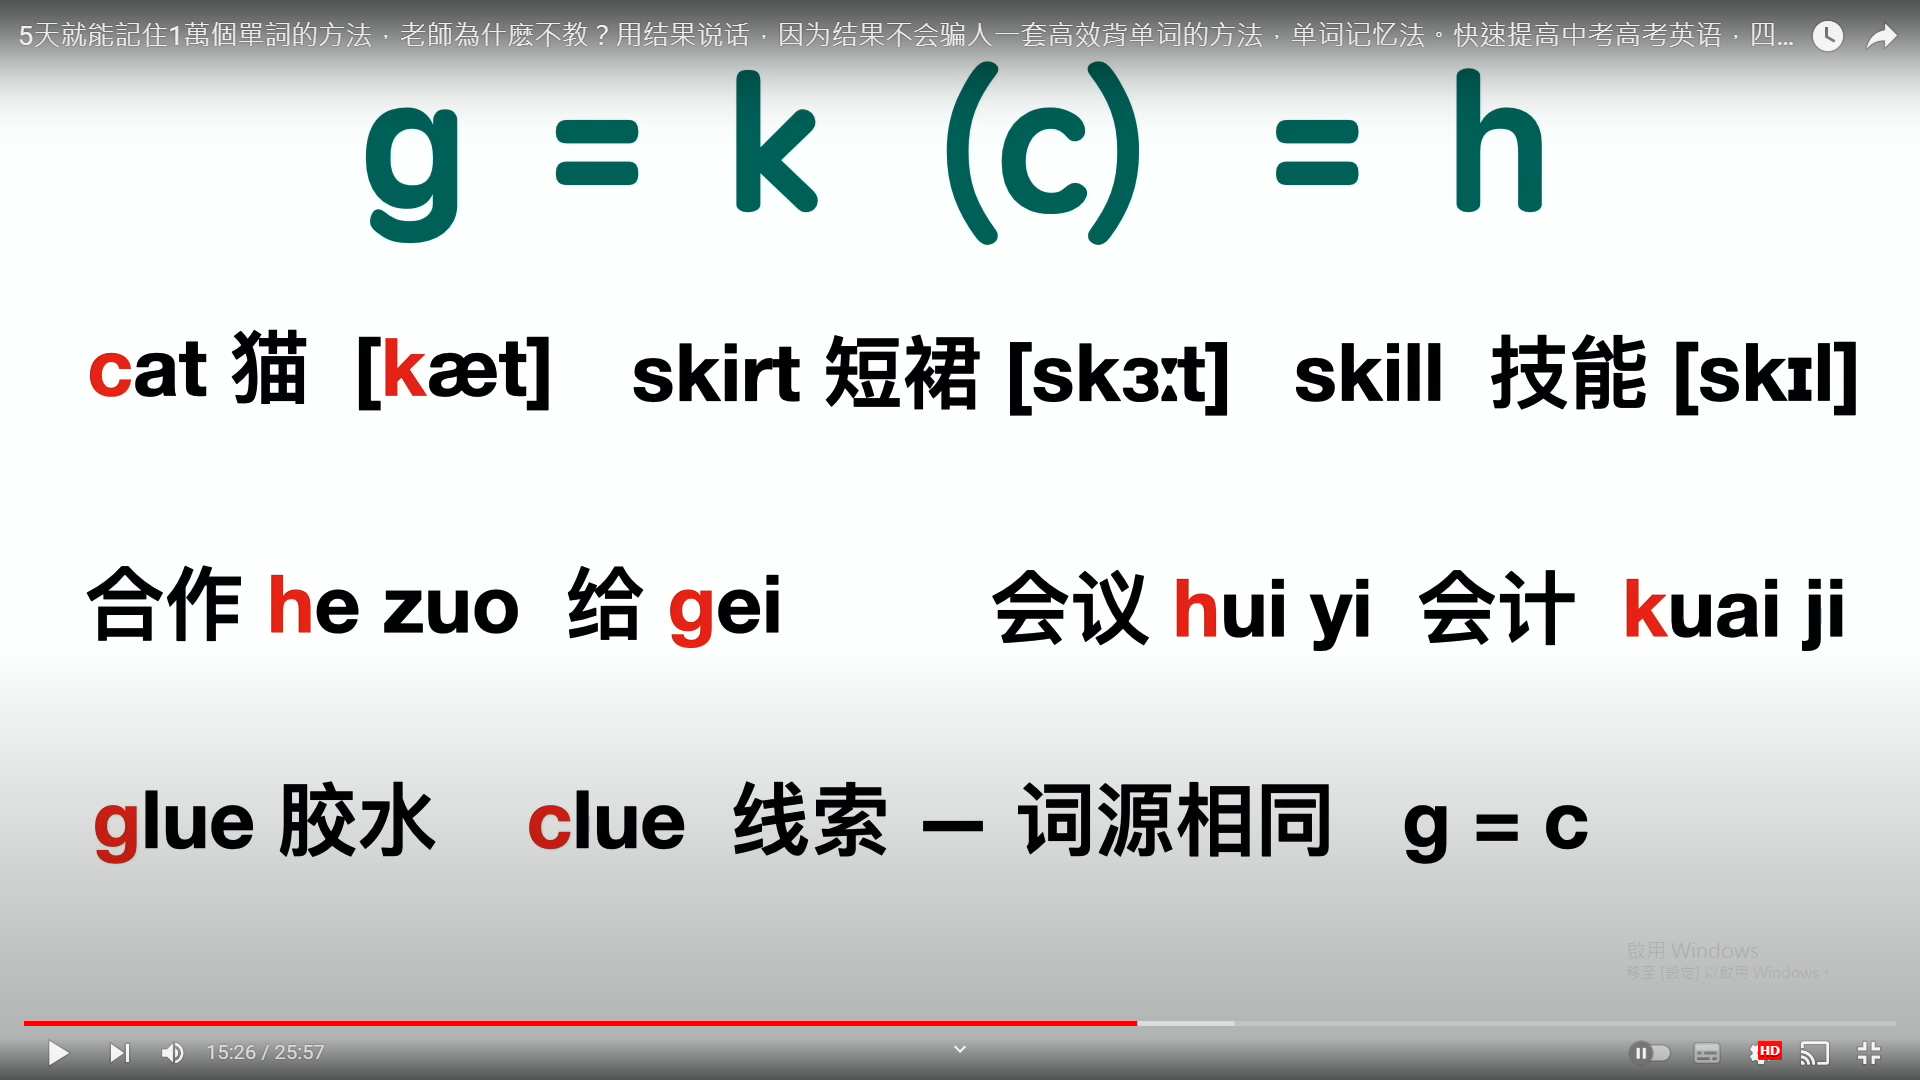 5天就能記住1萬個單詞的方法，老師為什麼不教？用结果说话，因为结果不会骗人一套高效背单词的方法，单词记忆法。快速提高中考高考英语，四...
g = k (c) = h
cat 猫 [kæt] skirt 短裙 [skɜːt] skill 技能 [skɪl]
合作 he zuo 给 gei 会议 hui yi 会计 kuai ji
glue 胶水 clue 线索 — 词源相同 g = c
啟用 Windows
移至 [設定] 以啟用 Windows。
15:26 / 25:57
HD